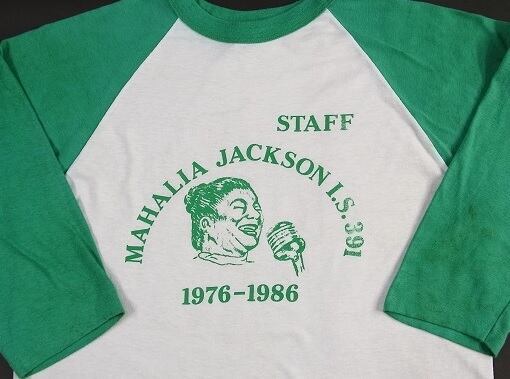 STAFF
MAHALIA JACKSON I.S. 391
1976-1986